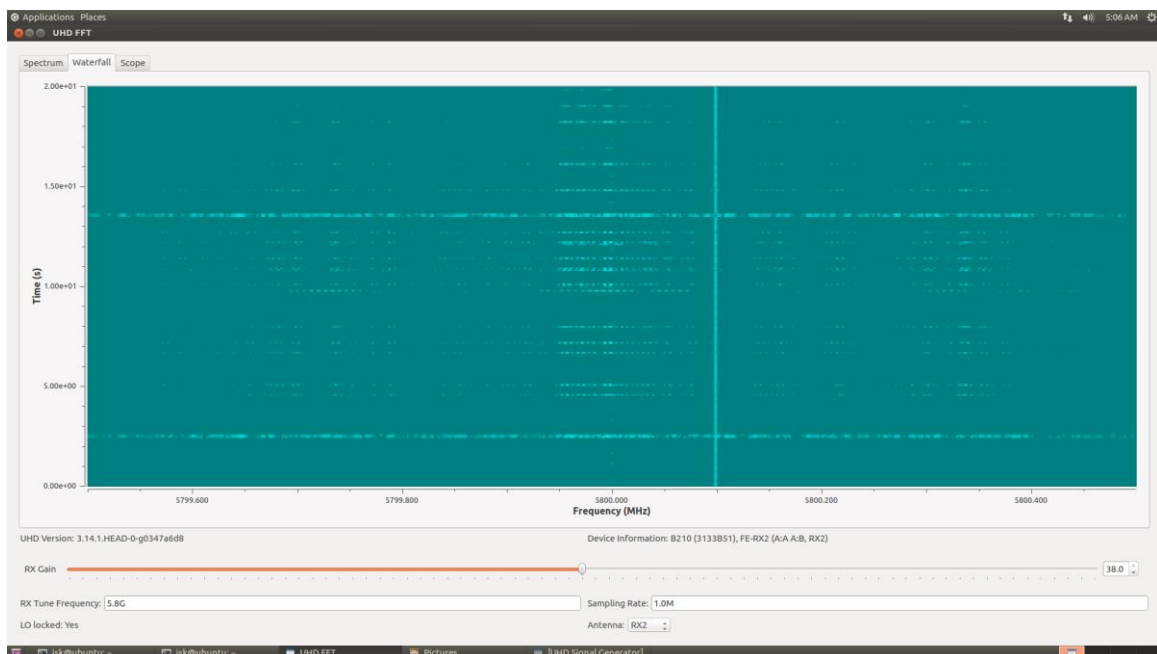 Applications Places 5:06 AM
UHD FFT
Spectrum Waterfall Scope
2.00e+01
1.50e+01
1.00e+01
5.00e+00
0.00e+00
Time (s)
5799.600 5799.800 5800.000 5800.200 5800.400
Frequency (MHz)
UHD Version: 3.14.1.HEAD-0-g0347a6d8 Device Information: B210 (3133B51), FE-RX2 (A:A A:B, RX2)
RX Gain 38.0
RX Tune Frequency: 5.8G Sampling Rate: 1.0M
LO locked: Yes Antenna: RX2
UHD FFT Pictures [UHD Signal Generator]